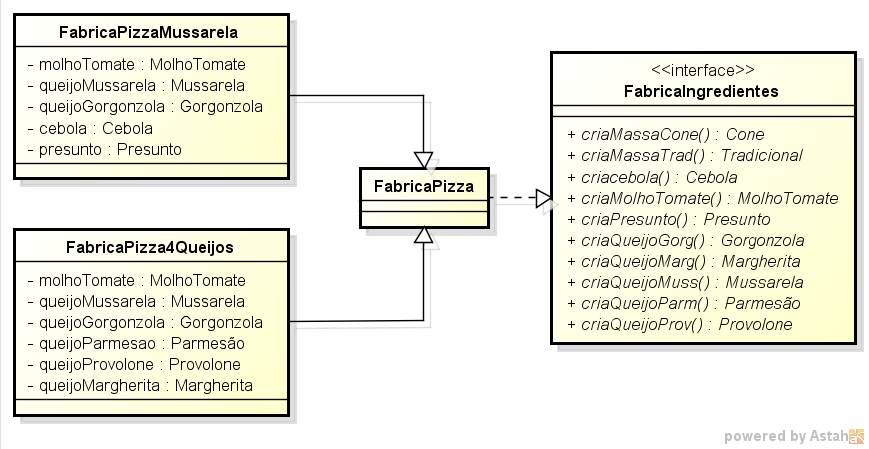 FabricaPizzaMussarela
- molhoTomate : MolhoTomate
- queijoMussarela : Mussarela
- queijoGorgonzola : Gorgonzola
- cebola : Cebola
- presunto : Presunto
FabricaPizza4Queijos
- molhoTomate : MolhoTomate
- queijoMussarela : Mussarela
- queijoGorgonzola : Gorgonzola
- queijoParmesao : Parmesão
- queijoProvolone : Provolone
- queijoMargherita : Margherita
FabricaPizza
<<interface>>
FabricaIngredientes
+ criaMassaCone() : Cone
+ criaMassaTrad() : Tradicional
+ criacebola() : Cebola
+ criaMolhoTomate() : MolhoTomate
+ criaPresunto() : Presunto
+ criaQueijoGorg() : Gorgonzola
+ criaQueijoMarg() : Margherita
+ criaQueijoMuss() : Mussarela
+ criaQueijoParm() : Parmesão
+ criaQueijoProv() : Provolone
powered by Astah